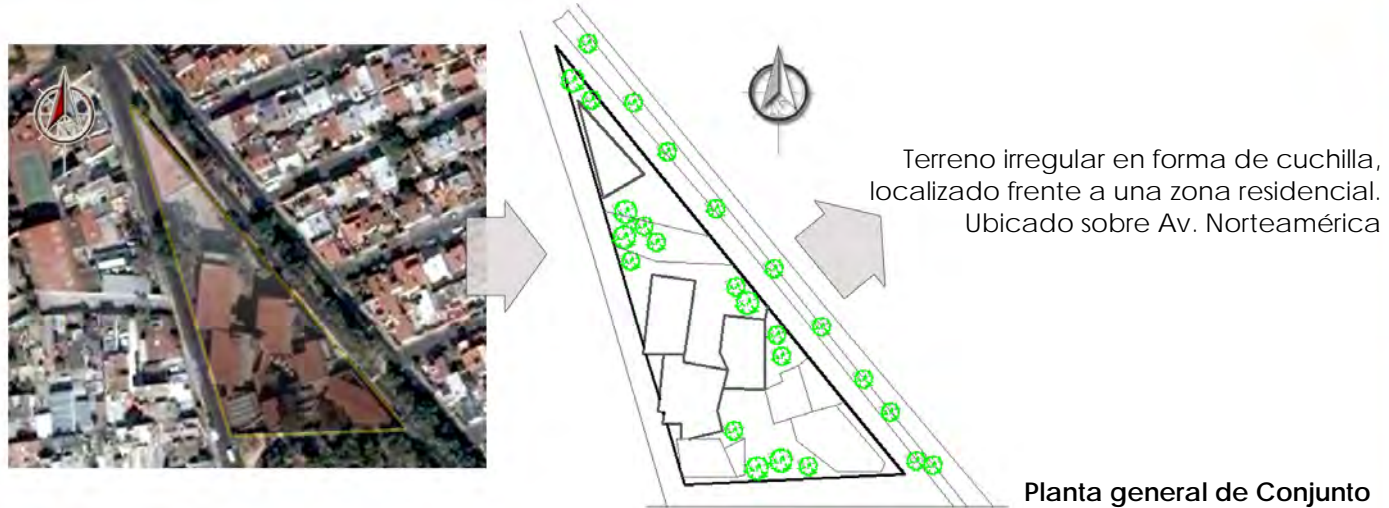 Terreno irregular en forma de cuchilla,
localizado frente a una zona residencial.
Ubicado sobre Av. Norteamérica
Planta general de Conjunto